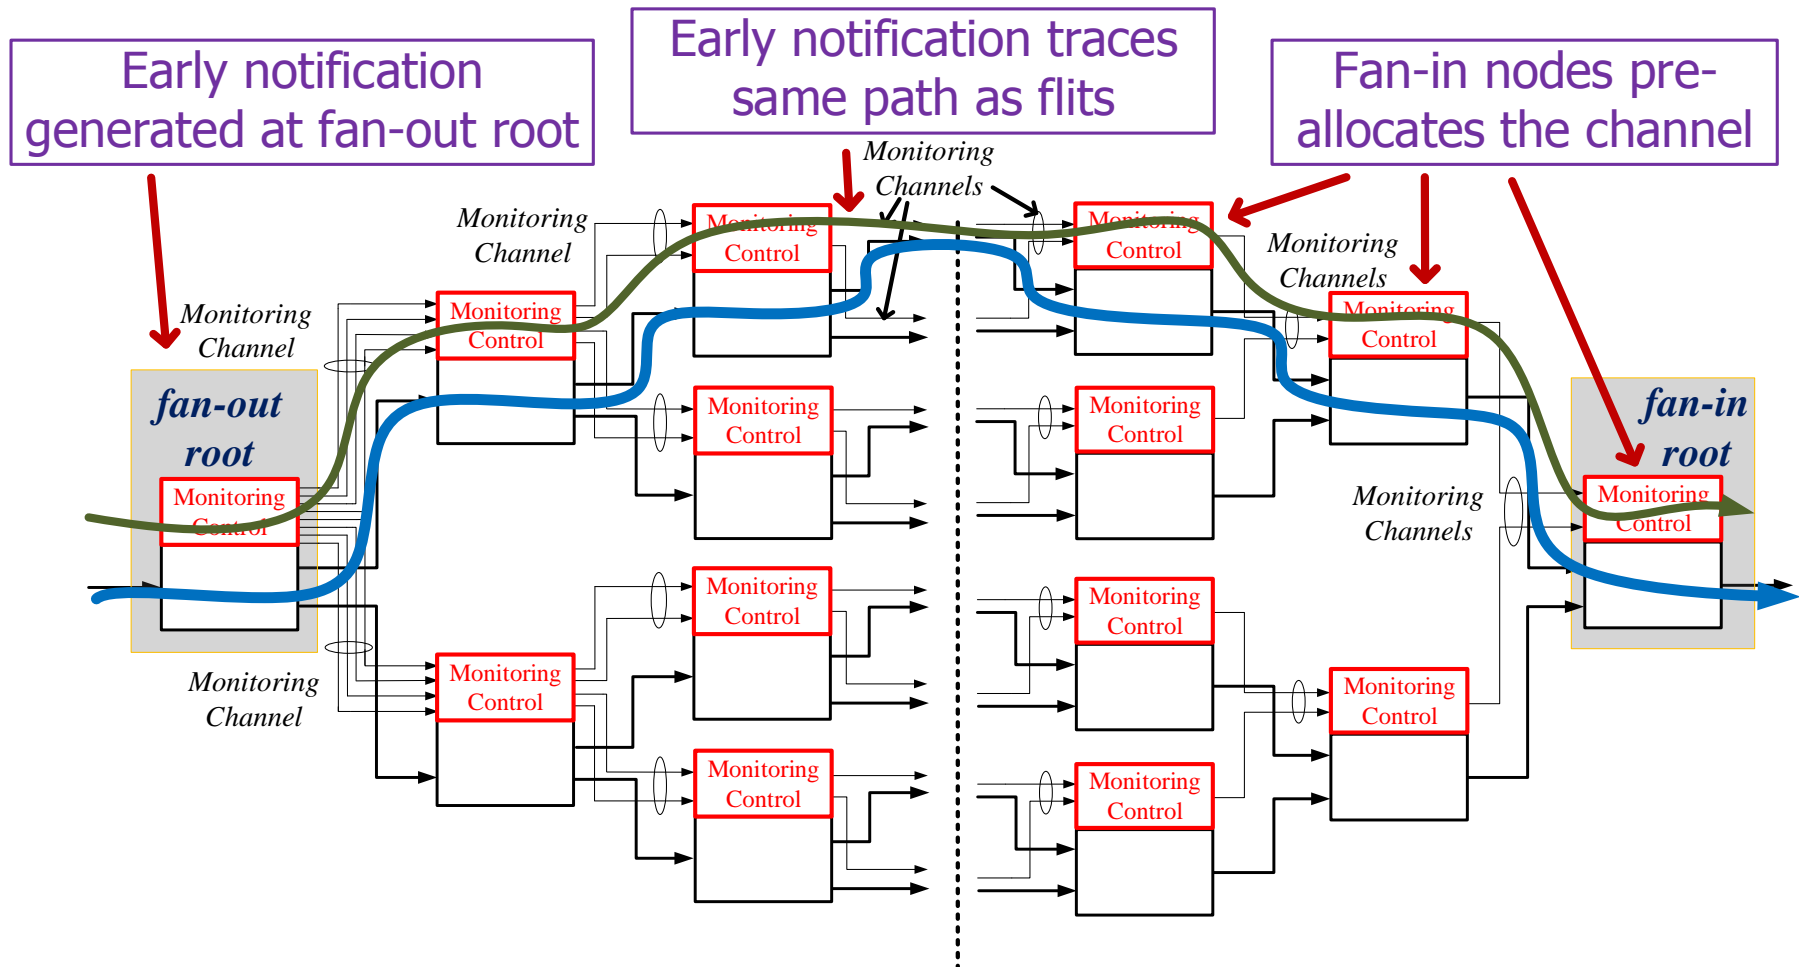 Early notification
generated at fan-out root
Early notification traces
same path as flits
Fan-in nodes pre-
allocates the channel
Monitoring
Channels
Monitoring
Channel
Monitoring
Control
Monitoring
Control
Monitoring
Channels
Monitoring
Channel
Monitoring
Control
Monitoring
Control
fan-out
root
fan-in
root
Monitoring
Control
Monitoring
Control
Monitoring
Control
Monitoring
Control
Monitoring
Channels
Monitoring
Control
Monitoring
Control
Monitoring
Channel
Monitoring
Control
Monitoring
Control
Monitoring
Control
Monitoring
Control